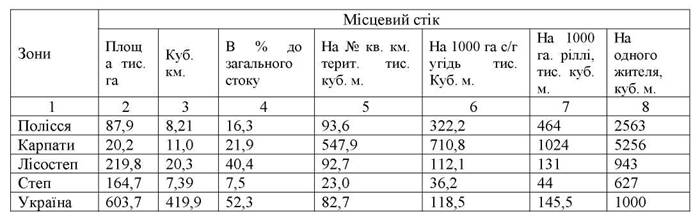 Зони
Місцевий стік
Площ
а тис.
га
Куб.
км.
В % до
загального
стоку
На № кв. км.
терит. тис.
куб. м.
На 1000 га с/г
угідь тис.
Куб. м.
На 1000
га. ріллі,
тис. куб.
м.
На
одного
жителя,
куб. м.
1 2 3 4 5 6 7 8
Полісся 87,9 8,21 16,3 93,6 322,2 464 2563
Карпати 20,2 11,0 21,9 547,9 710,8 1024 5256
Лісостеп 219,8 20,3 40,4 92,7 112,1 131 943
Степ 164,7 7,39 7,5 23,0 36,2 44 627
Україна 603,7 419,9 52,3 82,7 118,5 145,5 1000